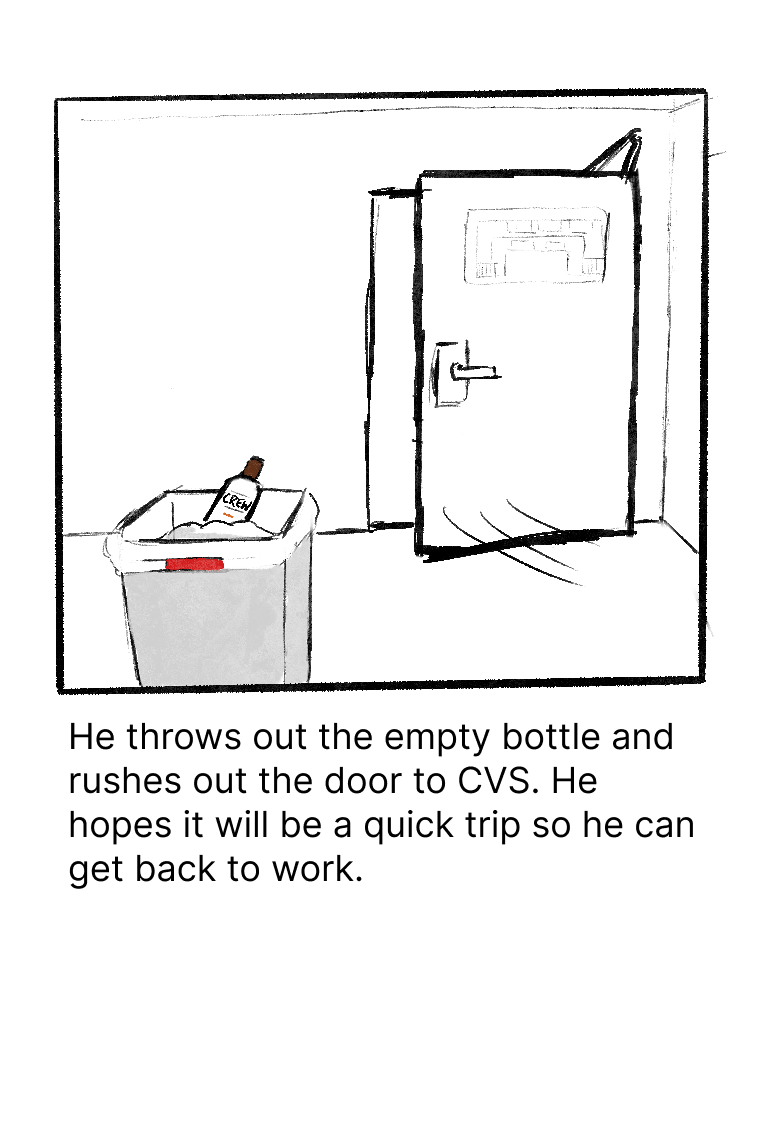 CREW
He throws out the empty bottle and
rushes out the door to CVS. He
hopes it will be a quick trip so he can
get back to work.